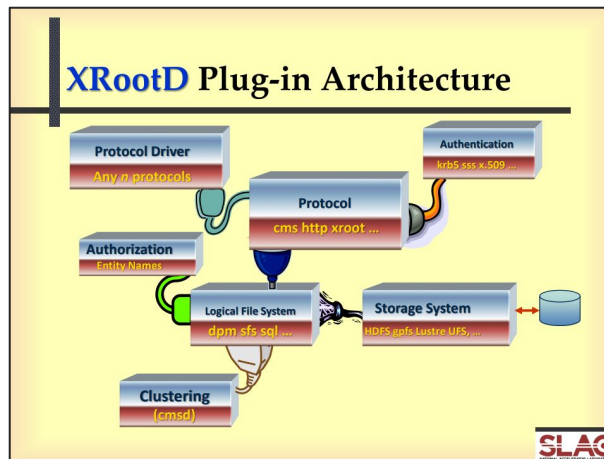 XRootD Plug-in Architecture
Protocol Driver
Any n protocols
Authentication
krb5 sss x.509 ...
Protocol
cms http xroot ...
Authorization
Entity Names
Logical File System
dpm sfs sql ...
Storage System
HDFS gpfs Lustre UFS, ...
Clustering
(cmsd)
SLAC